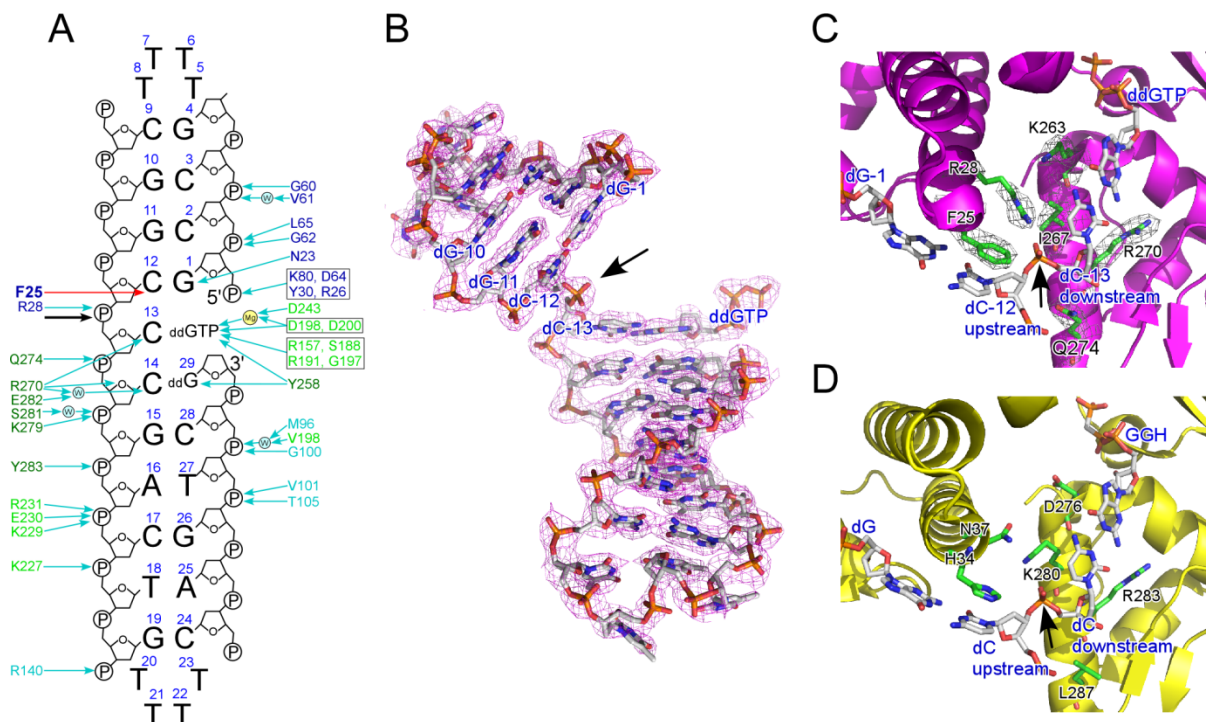 A
7
6
T
T
8
5
T
T
P
9
4
C
G
P
10
3
P
G
C
P
G60
W
V61
11
2
P
G
C
P
L65
G62
12
1
P
C
G
N23
F25
5'
P
K80, D64
Y30, R26
R28
P
13
Mg
D243
C
ddGTP
D198, D200
R157, S188
R191, G197
Q274
P
14
29
3'
R270
C
ddG
Y258
E282
W
S281
W
P
K279
15
28
P
G
C
M96
P
W
V198
G100
Y283
P
16
27
A
T
V101
P
T105
R231
E230
P
K229
17
26
C
G
P
K227
P
18
25
T
A
P
19
24
P
G
C
P
R140
P
20
23
T
T
21
22
T
T
B
dG-1
dG-10
dG-11
dC-12
dC-13
ddGTP
C
ddGTP
K263
R28
dG-1
F25
I267
R270
dC-13
downstream
dC-12
upstream
Q274
D
GGH
D276
N37
dG
H34
K280
R283
dC
downstream
dC
upstream
L287